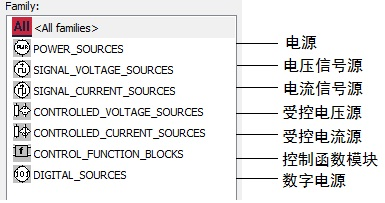 Family:
All <All families>
POWER_SOURCES 电源
SIGNAL_VOLTAGE_SOURCES 电压信号源
SIGNAL_CURRENT_SOURCES 电流信号源
CONTROLLED_VOLTAGE_SOURCES 受控电压源
CONTROLLED_CURRENT_SOURCES 受控电流源
f CONTROL_FUNCTION_BLOCKS 控制函数模块
DIGITAL_SOURCES 数字电源